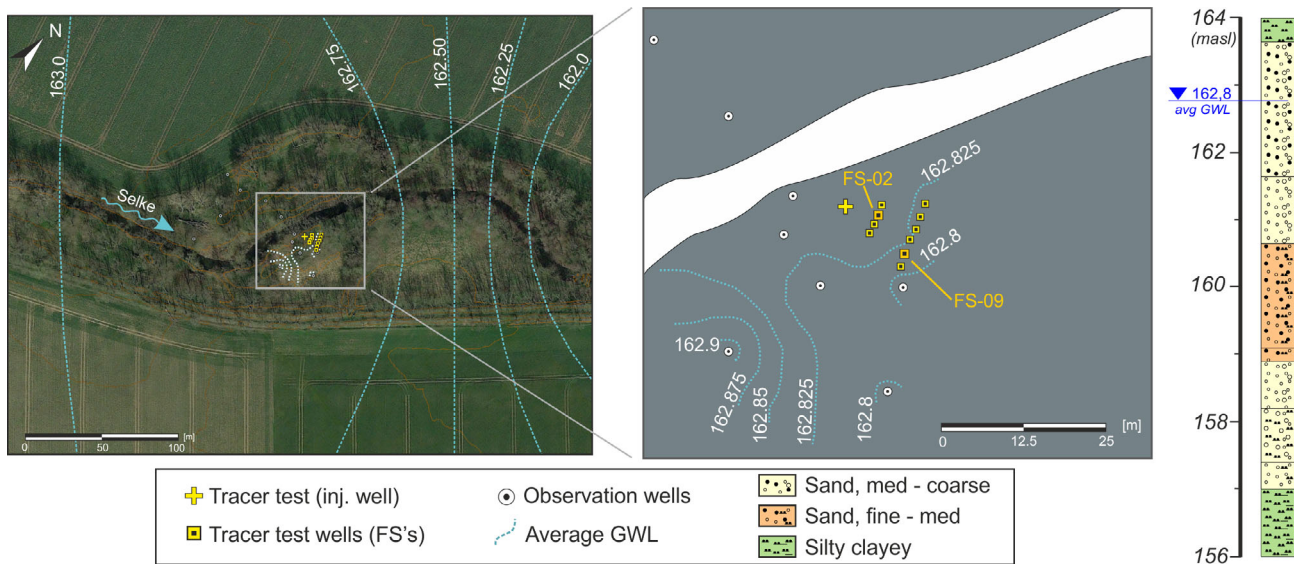 N
163.0
162.75
162.50
162.25
162.0
Selke
0 50 100 [m]
FS-02
162.825
162.8
FS-09
162.9
162.875
162.85
162.825
162.8
0 12.5 25 [m]
164
(masl)
162,8
avg GWL
162
160
158
156
Tracer test (inj. well)
Tracer test wells (FS's)
Observation wells
Average GWL
Sand, med - coarse
Sand, fine - med
Silty clayey